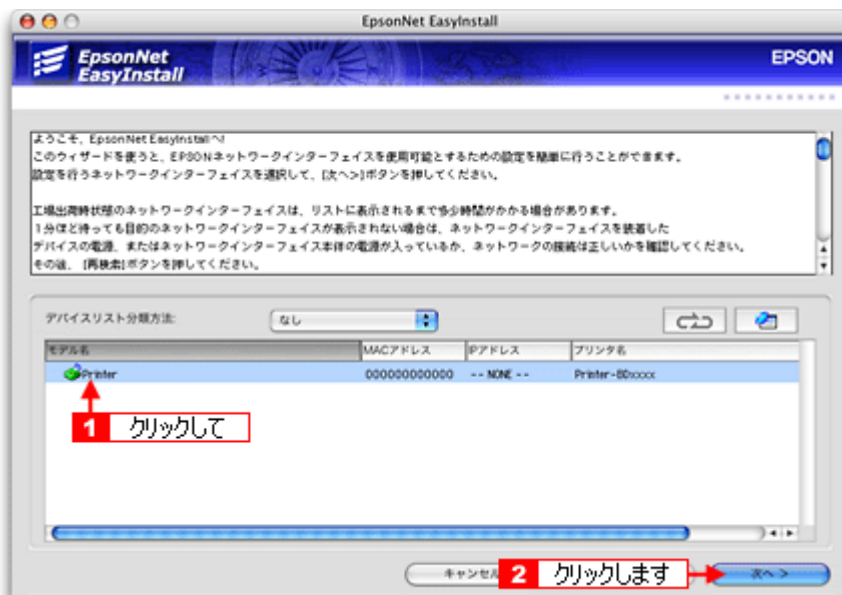 EpsonNet EasyInstall
EpsonNet
EasyInstall
EPSON
ようこそ、EpsonNet EasyInstallへ!
このウィザードを使うと、EPSONネットワークインターフェイスを使用可能とするための設定を簡単に行うことができます。
設定を行うネットワークインターフェイスを選択して、[次へ>]ボタンを押してください。
工場出荷時状態のネットワークインターフェイスは、リストに表示されるまで多少時間がかかる場合があります。
1分ほど待っても目的のネットワークインターフェイスが表示されない場合は、ネットワークインターフェイスを装着した
デバイスの電源、またはネットワークインターフェイス本体の電源が入っているか、ネットワークの接続は正しいかを確認してください。
その後、[再検索]ボタンを押してください。
デバイスリスト分類方法: なし
モデル名 MACアドレス IPアドレス プリンタ名
Printer 000000000000 -- NONE -- Printer-80xxxx
1 クリックして
キャンセル 2 クリックします 次へ >